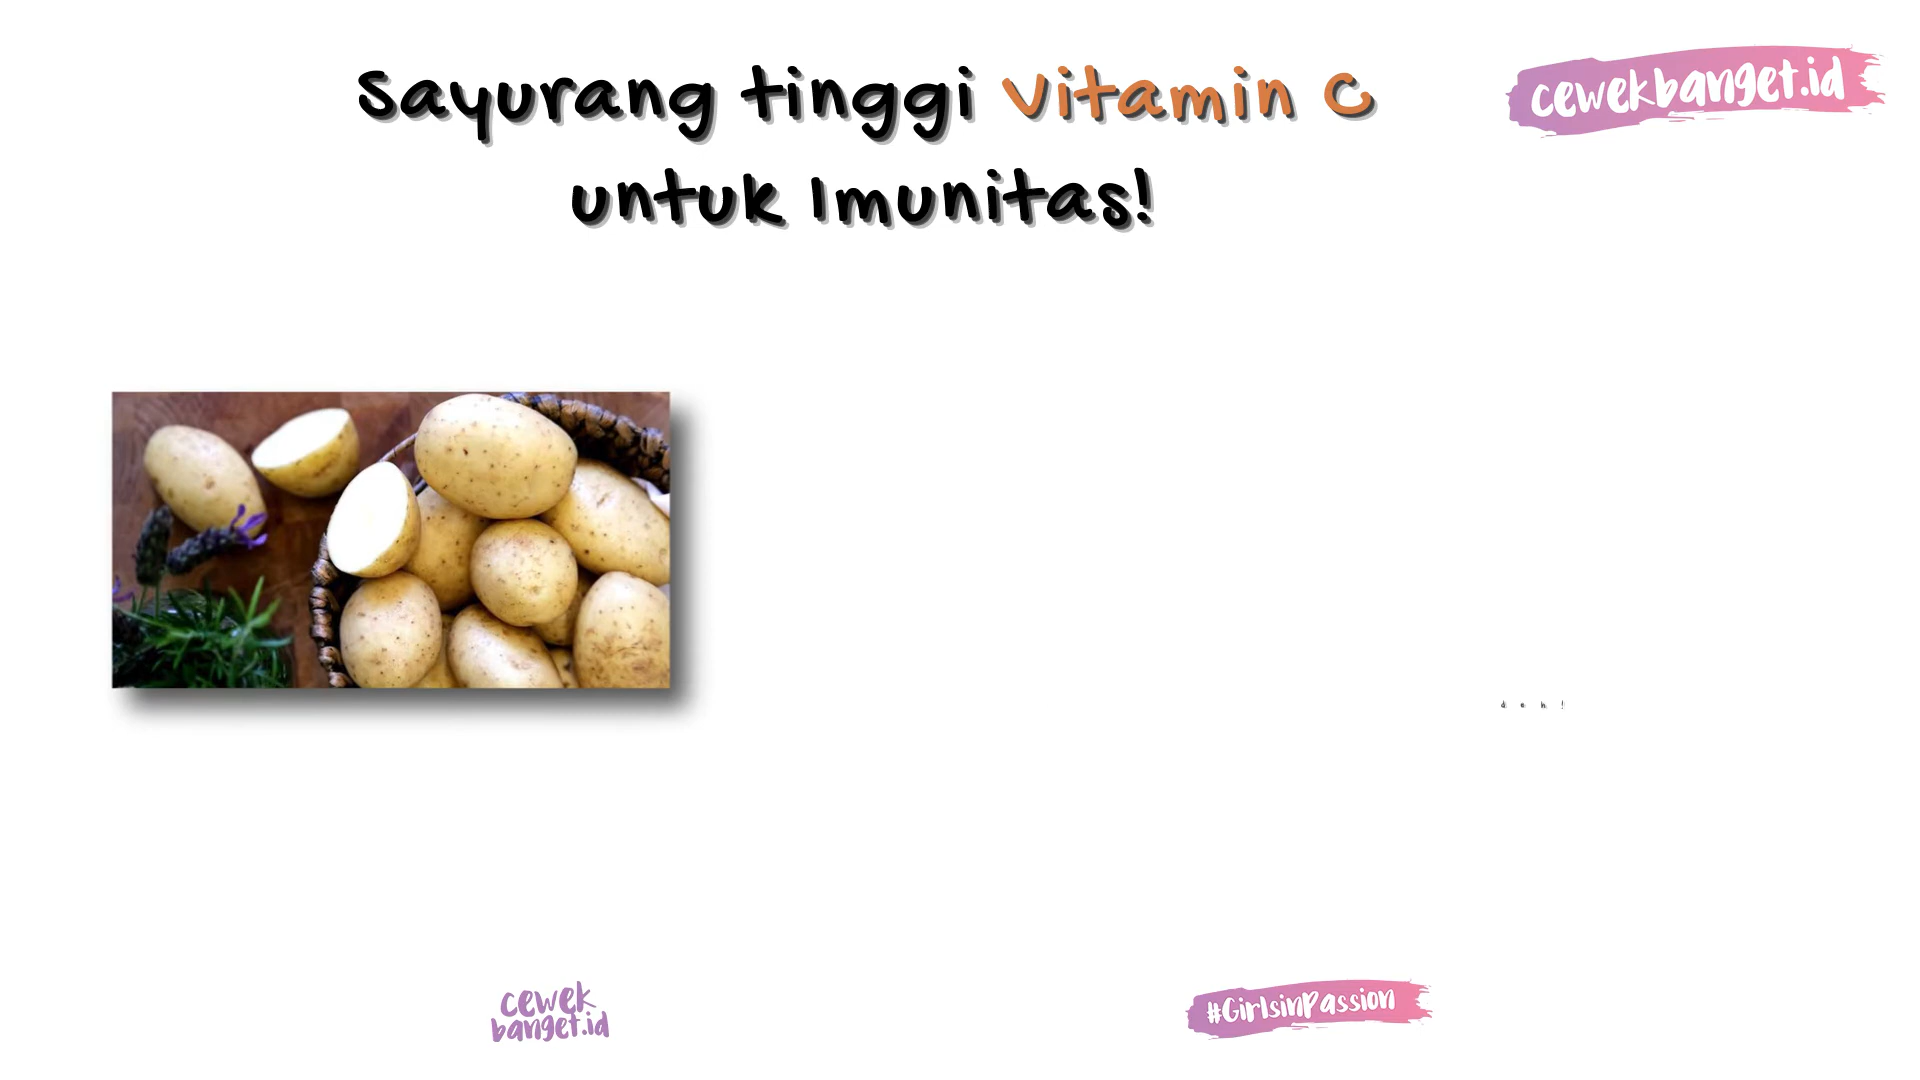 Sayurang tinggi Vitamin C
untuk Imunitas!
cewekbanget.id
d e h !
cewek
banget.id
#GirlsinPassion